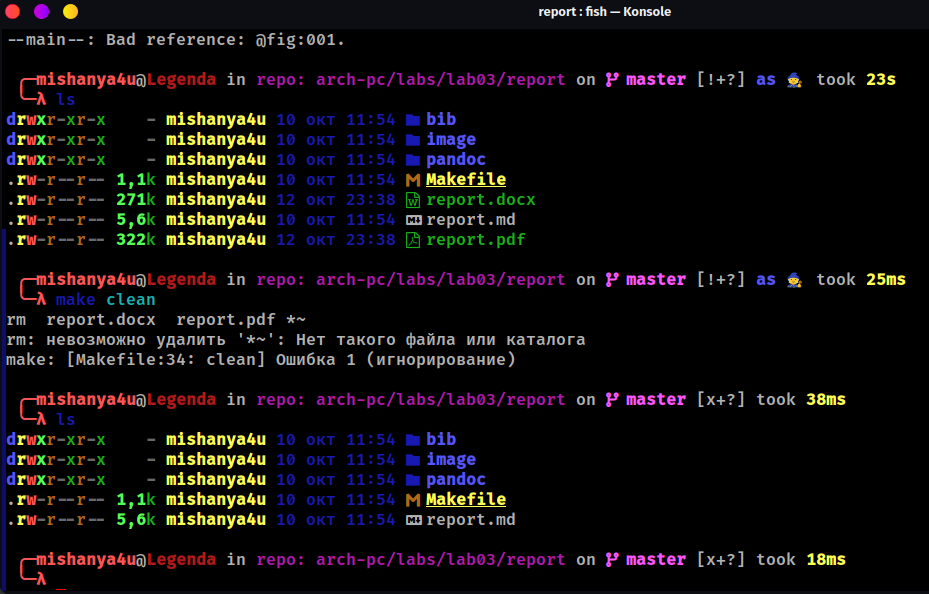 report : fish — Konsole
--main--: Bad reference: @fig:001.
mishanya4u@Legenda in repo: arch-pc/labs/lab03/report on master [!+?] as 🧙 took 23s
λ ls
drwxr-xr-x - mishanya4u 10 окт 11:54 bib
drwxr-xr-x - mishanya4u 10 окт 11:54 image
drwxr-xr-x - mishanya4u 10 окт 11:54 pandoc
.rw-r--r-- 1,1k mishanya4u 10 окт 11:54 Makefile
.rw-r--r-- 271k mishanya4u 12 окт 23:38 report.docx
.rw-r--r-- 5,6k mishanya4u 10 окт 11:54 report.md
.rw-r--r-- 322k mishanya4u 12 окт 23:38 report.pdf
mishanya4u@Legenda in repo: arch-pc/labs/lab03/report on master [!+?] as 🧙 took 25ms
λ make clean
rm  report.docx  report.pdf *~
rm: невозможно удалить '*~': Нет такого файла или каталога
make: [Makefile:34: clean] Ошибка 1 (игнорирование)
mishanya4u@Legenda in repo: arch-pc/labs/lab03/report on master [x+?] took 38ms
λ ls
drwxr-xr-x - mishanya4u 10 окт 11:54 bib
drwxr-xr-x - mishanya4u 10 окт 11:54 image
drwxr-xr-x - mishanya4u 10 окт 11:54 pandoc
.rw-r--r-- 1,1k mishanya4u 10 окт 11:54 Makefile
.rw-r--r-- 5,6k mishanya4u 10 окт 11:54 report.md
mishanya4u@Legenda in repo: arch-pc/labs/lab03/report on master [x+?] took 18ms
λ _